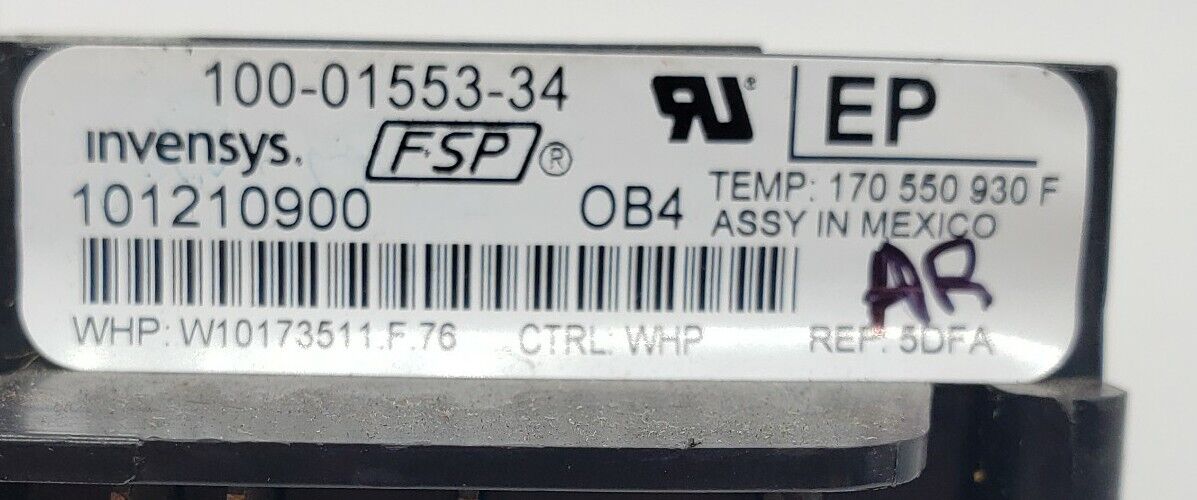 100-01553-34
invensys. FSP®
RU® EP
101210900 OB4
TEMP: 170 550 930 F
ASSY IN MEXICO
AR
WHP: W10173511.F.76 CTRL: WHP REF: 5DFA